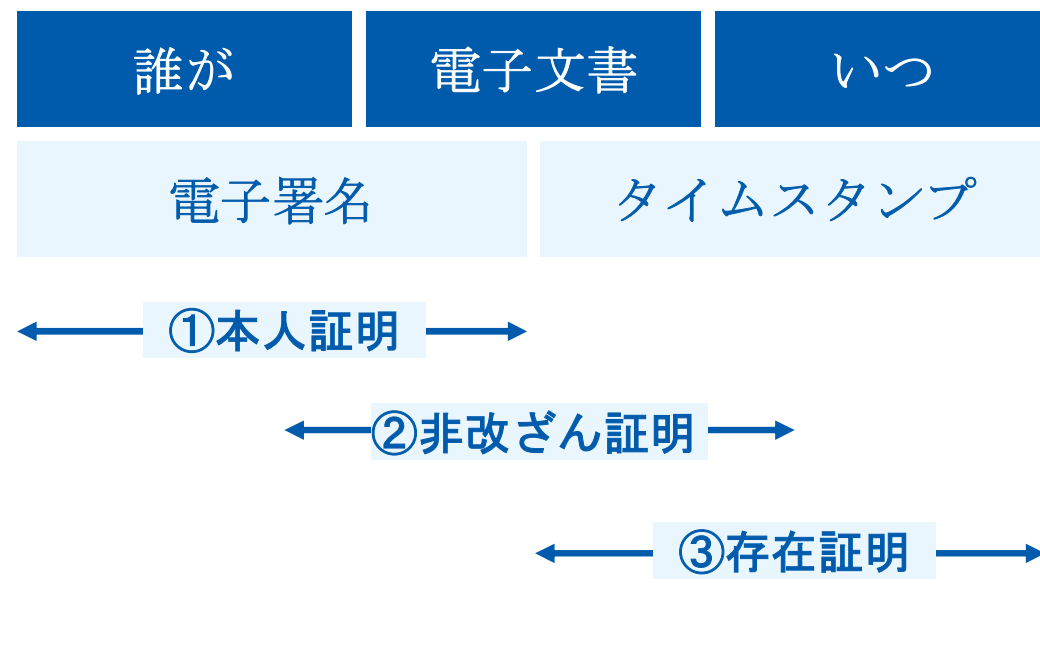 誰が
電子文書
いつ
電子署名
タイムスタンプ
①本人証明
②非改ざん証明
③存在証明